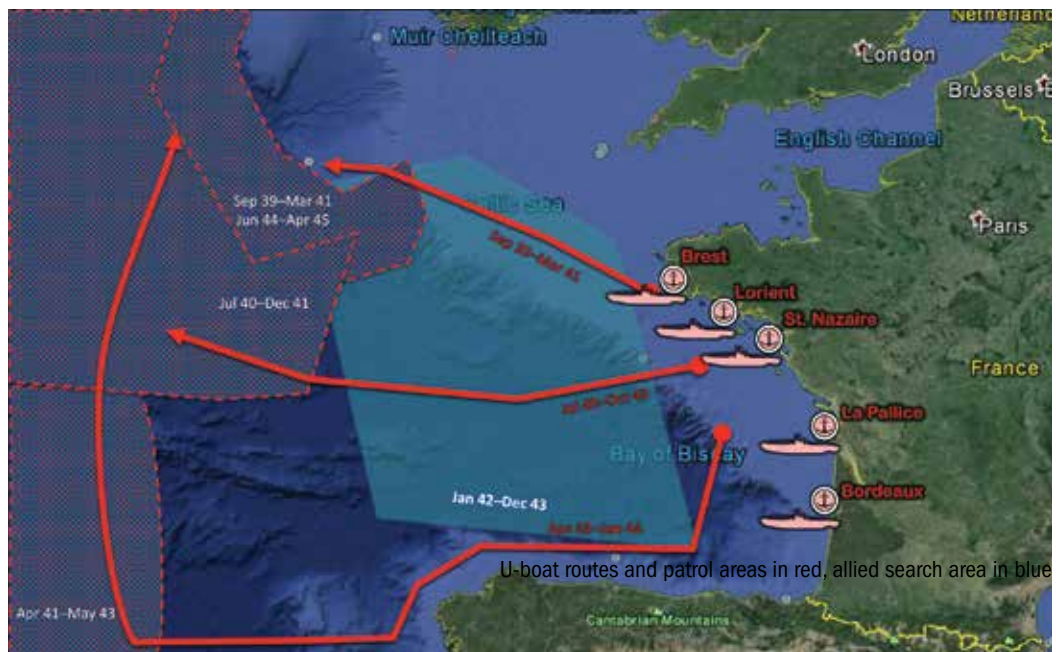 Netherland
Muir Cheilteach
London
Brussels
English Channel
Sep 39–Mar 41
Jun 44–Apr 45
Sea
Paris
Sep 39–Mar 41
Brest
Lorient
Jul 40–Dec 41
St. Nazaire
France
La Pallice
Bay of Biscay
Jan 42–Dec 43
Bordeaux
U-boat routes and patrol areas in red, allied search area in blue
Apr 41–May 43
Cantabrian Mountains